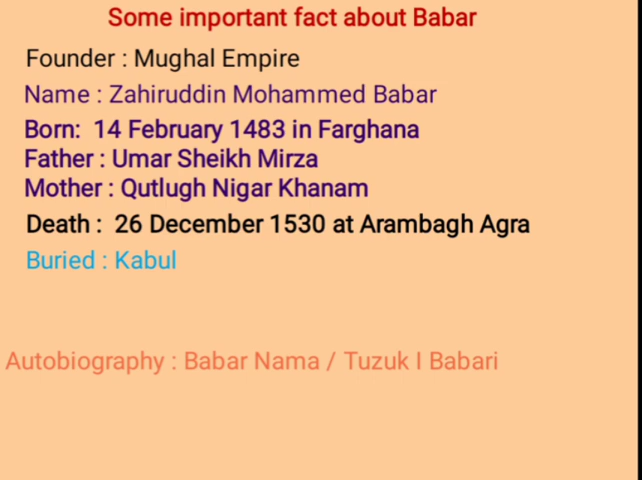 Some important fact about Babar
Founder : Mughal Empire
Name : Zahiruddin Mohammed Babar
Born: 14 February 1483 in Farghana
Father : Umar Sheikh Mirza
Mother : Qutlugh Nigar Khanam
Death : 26 December 1530 at Arambagh Agra
Buried : Kabul
Autobiography : Babar Nama / Tuzuk I Babari